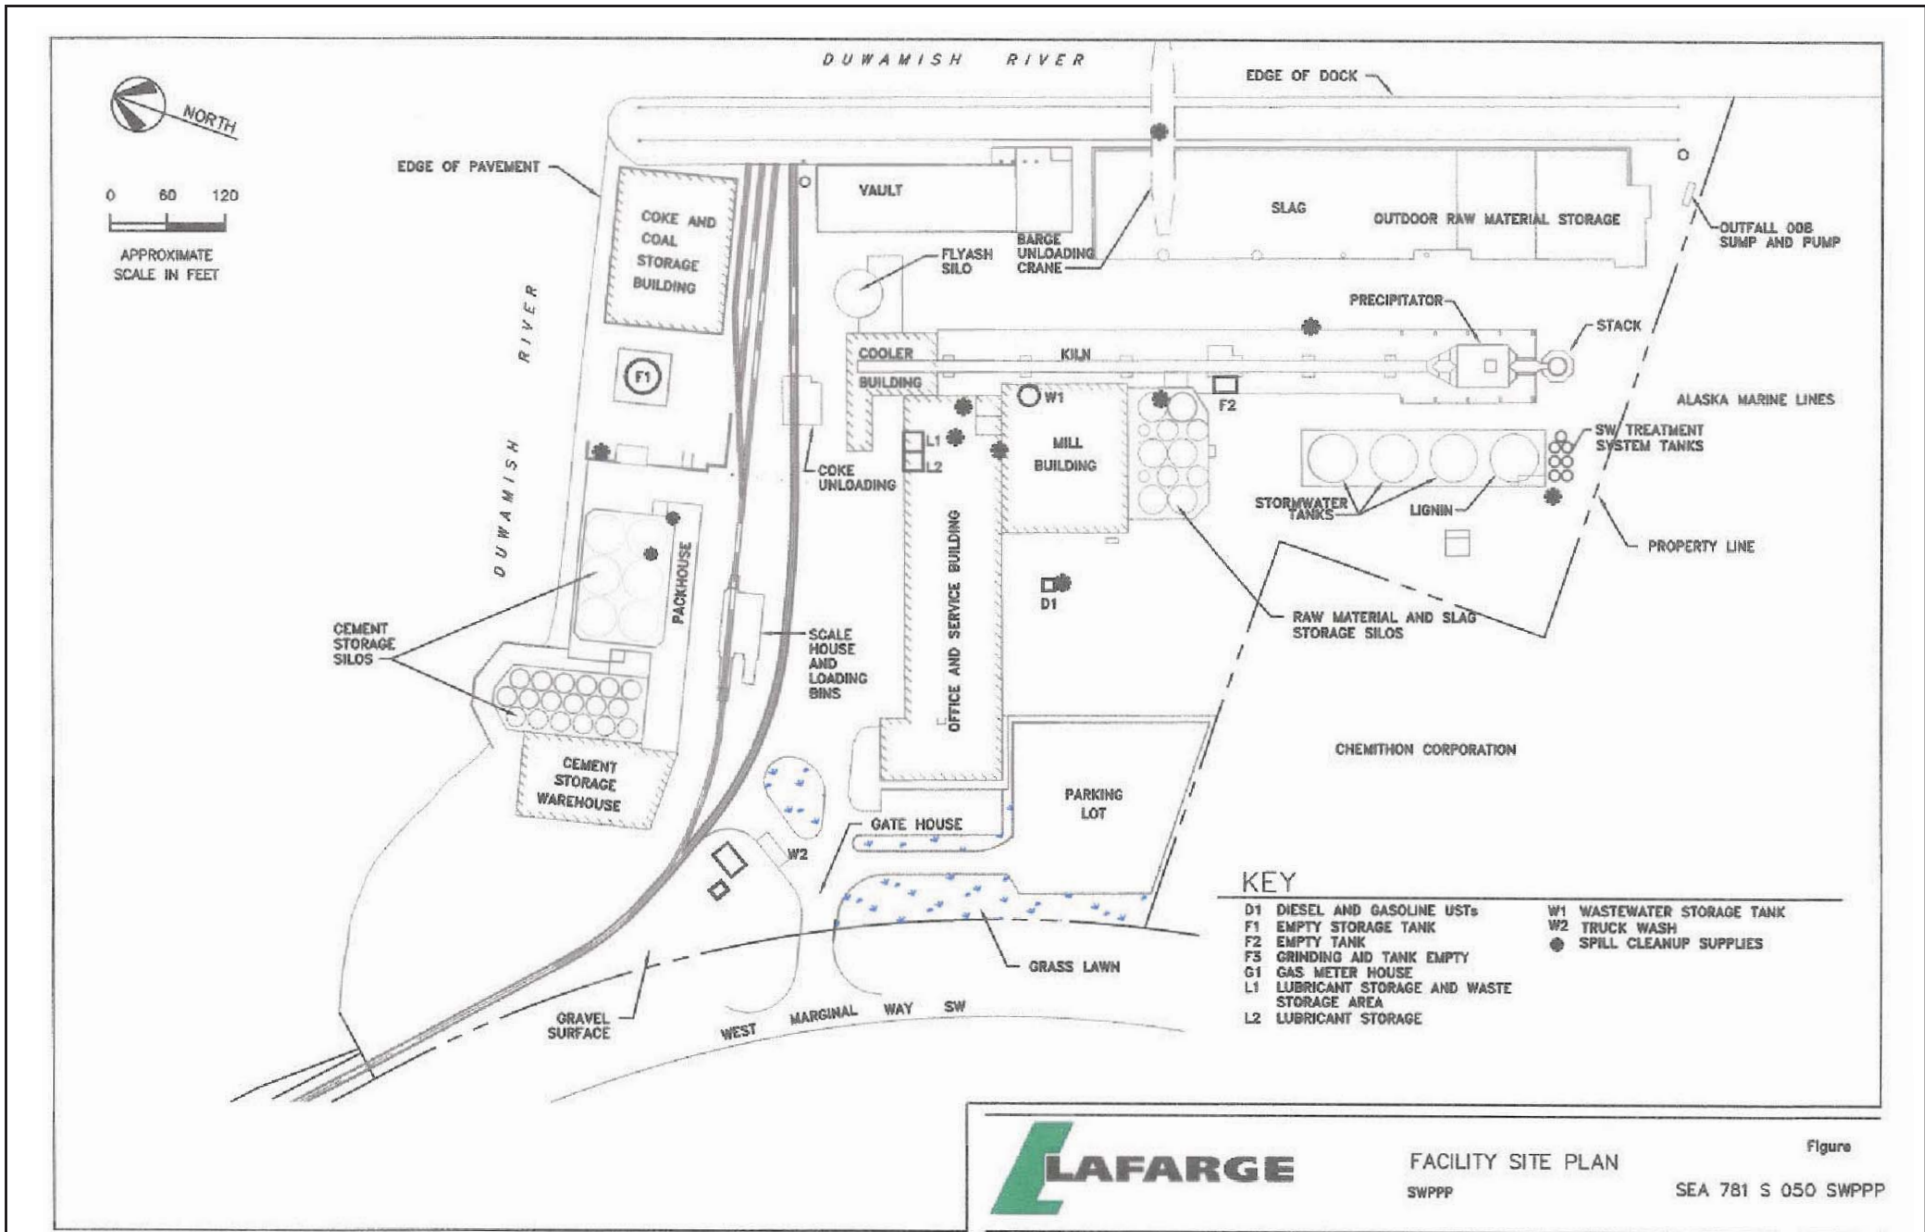 DUWAMISH RIVER
EDGE OF DOCK
NORTH
EDGE OF PAVEMENT
0 60 120
APPROXIMATE
SCALE IN FEET
COKE AND
COAL
STORAGE
BUILDING
VAULT
SLAG
OUTDOOR RAW MATERIAL STORAGE
OUTFALL 008
SUMP AND PUMP
FLYASH
SILO
BARGE
UNLOADING
CRANE
DUWAMISH RIVER
PRECIPITATOR
STACK
COOLER
BUILDING
KILN
F1
W1
F2
ALASKA MARINE LINES
L1
L2
MILL
BUILDING
SW TREATMENT
SYSTEM TANKS
COKE
UNLOADING
STORMWATER
TANKS
LIGNIN
PROPERTY LINE
PACKHOUSE
OFFICE AND SERVICE BUILDING
D1
RAW MATERIAL AND SLAG
STORAGE SILOS
CEMENT
STORAGE
SILOS
SCALE
HOUSE
AND
LOADING
BINS
CEMENT
STORAGE
WAREHOUSE
CHEMITHON CORPORATION
PARKING
LOT
GATE HOUSE
W2
GRASS LAWN
GRAVEL
SURFACE
WEST MARGINAL WAY SW
KEY
D1 DIESEL AND GASOLINE USTs
F1 EMPTY STORAGE TANK
F2 EMPTY TANK
F3 GRINDING AID TANK EMPTY
G1 GAS METER HOUSE
L1 LUBRICANT STORAGE AND WASTE
STORAGE AREA
L2 LUBRICANT STORAGE
W1 WASTEWATER STORAGE TANK
W2 TRUCK WASH
SPILL CLEANUP SUPPLIES
LAFARGE
FACILITY SITE PLAN
SWPPP
Figure
SEA 781 S 050 SWPPP